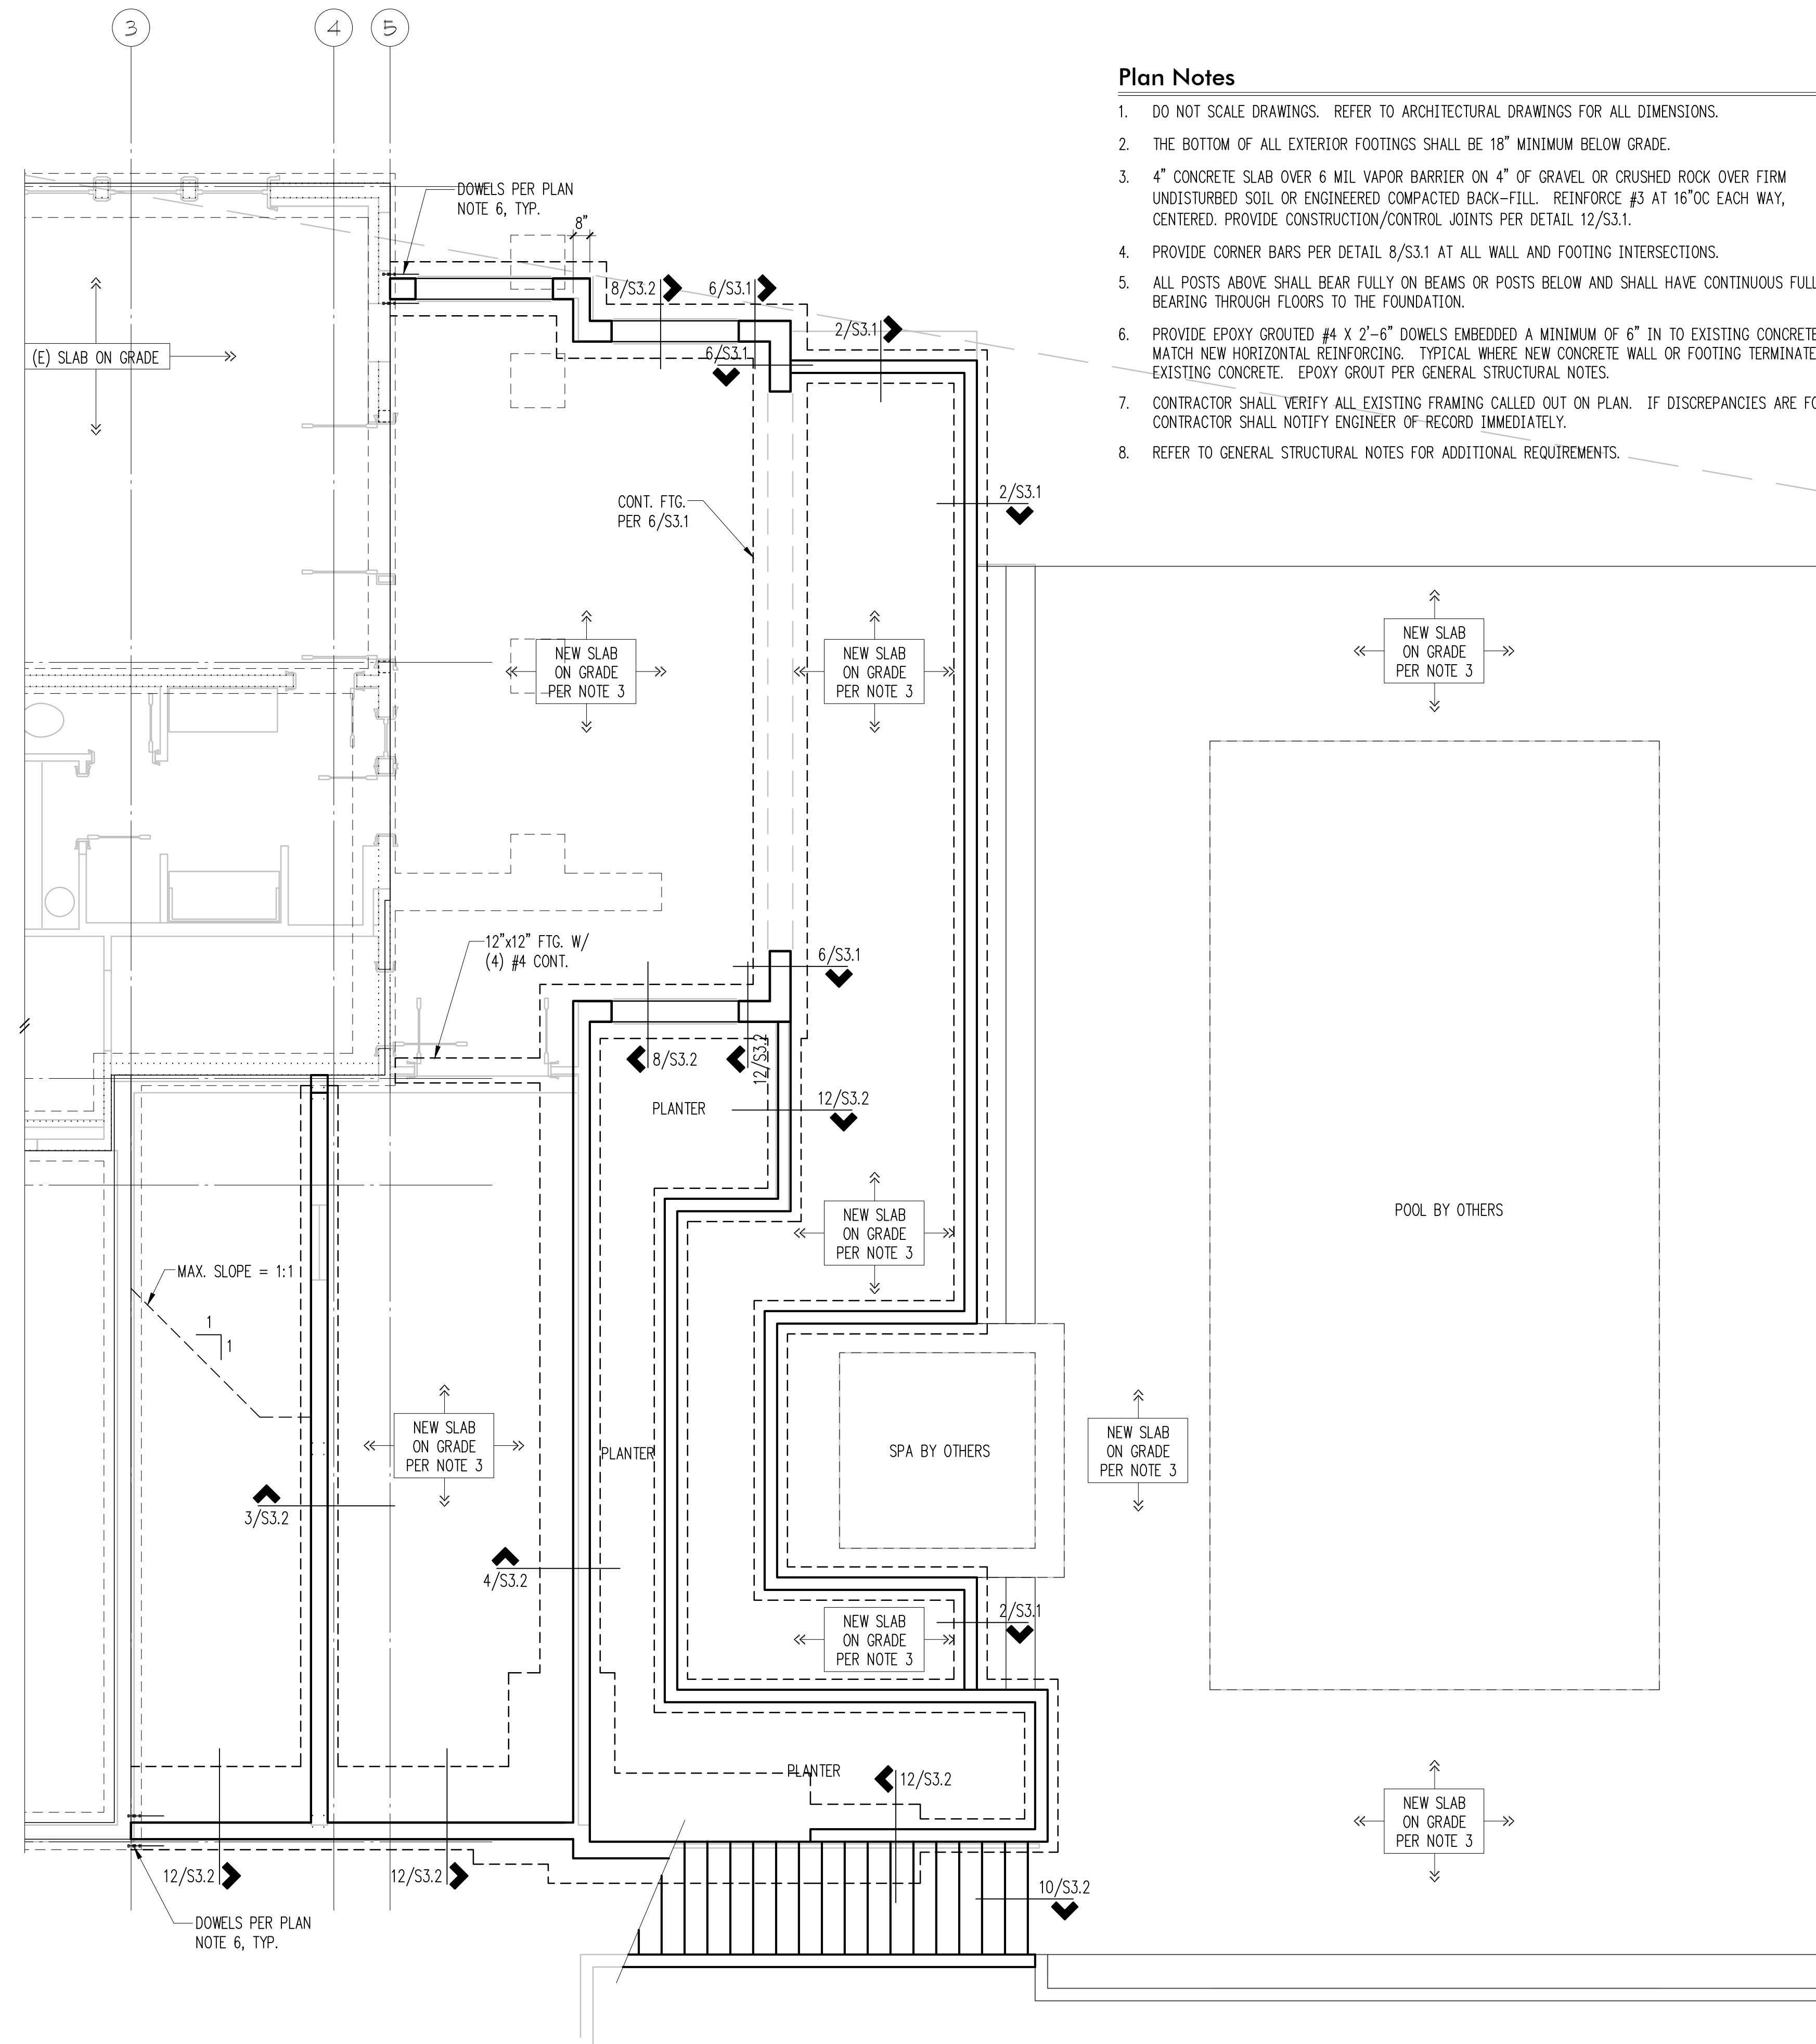 3
4
5
Plan Notes
1. DO NOT SCALE DRAWINGS. REFER TO ARCHITECTURAL DRAWINGS FOR ALL DIMENSIONS.
2. THE BOTTOM OF ALL EXTERIOR FOOTINGS SHALL BE 18" MINIMUM BELOW GRADE.
3. 4" CONCRETE SLAB OVER 6 MIL VAPOR BARRIER ON 4" OF GRAVEL OR CRUSHED ROCK OVER FIRM
UNDISTURBED SOIL OR ENGINEERED COMPACTED BACK-FILL. REINFORCE #3 AT 16"OC EACH WAY,
CENTERED. PROVIDE CONSTRUCTION/CONTROL JOINTS PER DETAIL 12/S3.1.
4. PROVIDE CORNER BARS PER DETAIL 8/S3.1 AT ALL WALL AND FOOTING INTERSECTIONS.
5. ALL POSTS ABOVE SHALL BEAR FULLY ON BEAMS OR POSTS BELOW AND SHALL HAVE CONTINUOUS FULL
BEARING THROUGH FLOORS TO THE FOUNDATION.
6. PROVIDE EPOXY GROUTED #4 X 2'-6" DOWELS EMBEDDED A MINIMUM OF 6" IN TO EXISTING CONCRETE
MATCH NEW HORIZONTAL REINFORCING. TYPICAL WHERE NEW CONCRETE WALL OR FOOTING TERMINATE
EXISTING CONCRETE. EPOXY GROUT PER GENERAL STRUCTURAL NOTES.
7. CONTRACTOR SHALL VERIFY ALL EXISTING FRAMING CALLED OUT ON PLAN. IF DISCREPANCIES ARE FO
CONTRACTOR SHALL NOTIFY ENGINEER OF RECORD IMMEDIATELY.
8. REFER TO GENERAL STRUCTURAL NOTES FOR ADDITIONAL REQUIREMENTS.
DOWELS PER PLAN
NOTE 6, TYP.
8"
8/S3.2
6/S3.1
2/S3.1
6/S3.1
(E) SLAB ON GRADE
2/S3.1
CONT. FTG.
PER 6/S3.1
NEW SLAB
ON GRADE
PER NOTE 3
NEW SLAB
ON GRADE
PER NOTE 3
NEW SLAB
ON GRADE
PER NOTE 3
12"x12" FTG. W/
(4) #4 CONT.
6/S3.1
8/S3.2
12/S3.2
PLANTER
12/S3.2
NEW SLAB
ON GRADE
PER NOTE 3
POOL BY OTHERS
MAX. SLOPE = 1:1
1
1
NEW SLAB
ON GRADE
PER NOTE 3
PLANTER
SPA BY OTHERS
NEW SLAB
ON GRADE
PER NOTE 3
3/S3.2
4/S3.2
NEW SLAB
ON GRADE
PER NOTE 3
2/S3.1
PLANTER
12/S3.2
NEW SLAB
ON GRADE
PER NOTE 3
12/S3.2
12/S3.2
10/S3.2
DOWELS PER PLAN
NOTE 6, TYP.